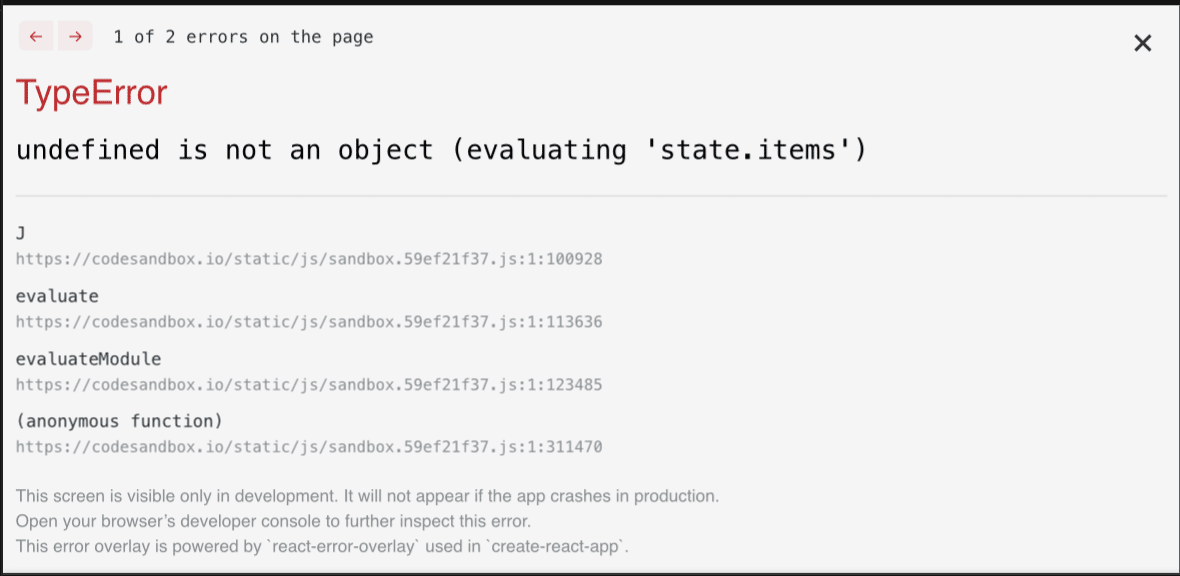 ← → 1 of 2 errors on the page
TypeError
undefined is not an object (evaluating 'state.items')
J
https://codesandbox.io/static/js/sandbox.59ef21f37.js:1:100928
evaluate
https://codesandbox.io/static/js/sandbox.59ef21f37.js:1:113636
evaluateModule
https://codesandbox.io/static/js/sandbox.59ef21f37.js:1:123485
(anonymous function)
https://codesandbox.io/static/js/sandbox.59ef21f37.js:1:311470
This screen is visible only in development. It will not appear if the app crashes in production.
Open your browser’s developer console to further inspect this error.
This error overlay is powered by `react-error-overlay` used in `create-react-app`.